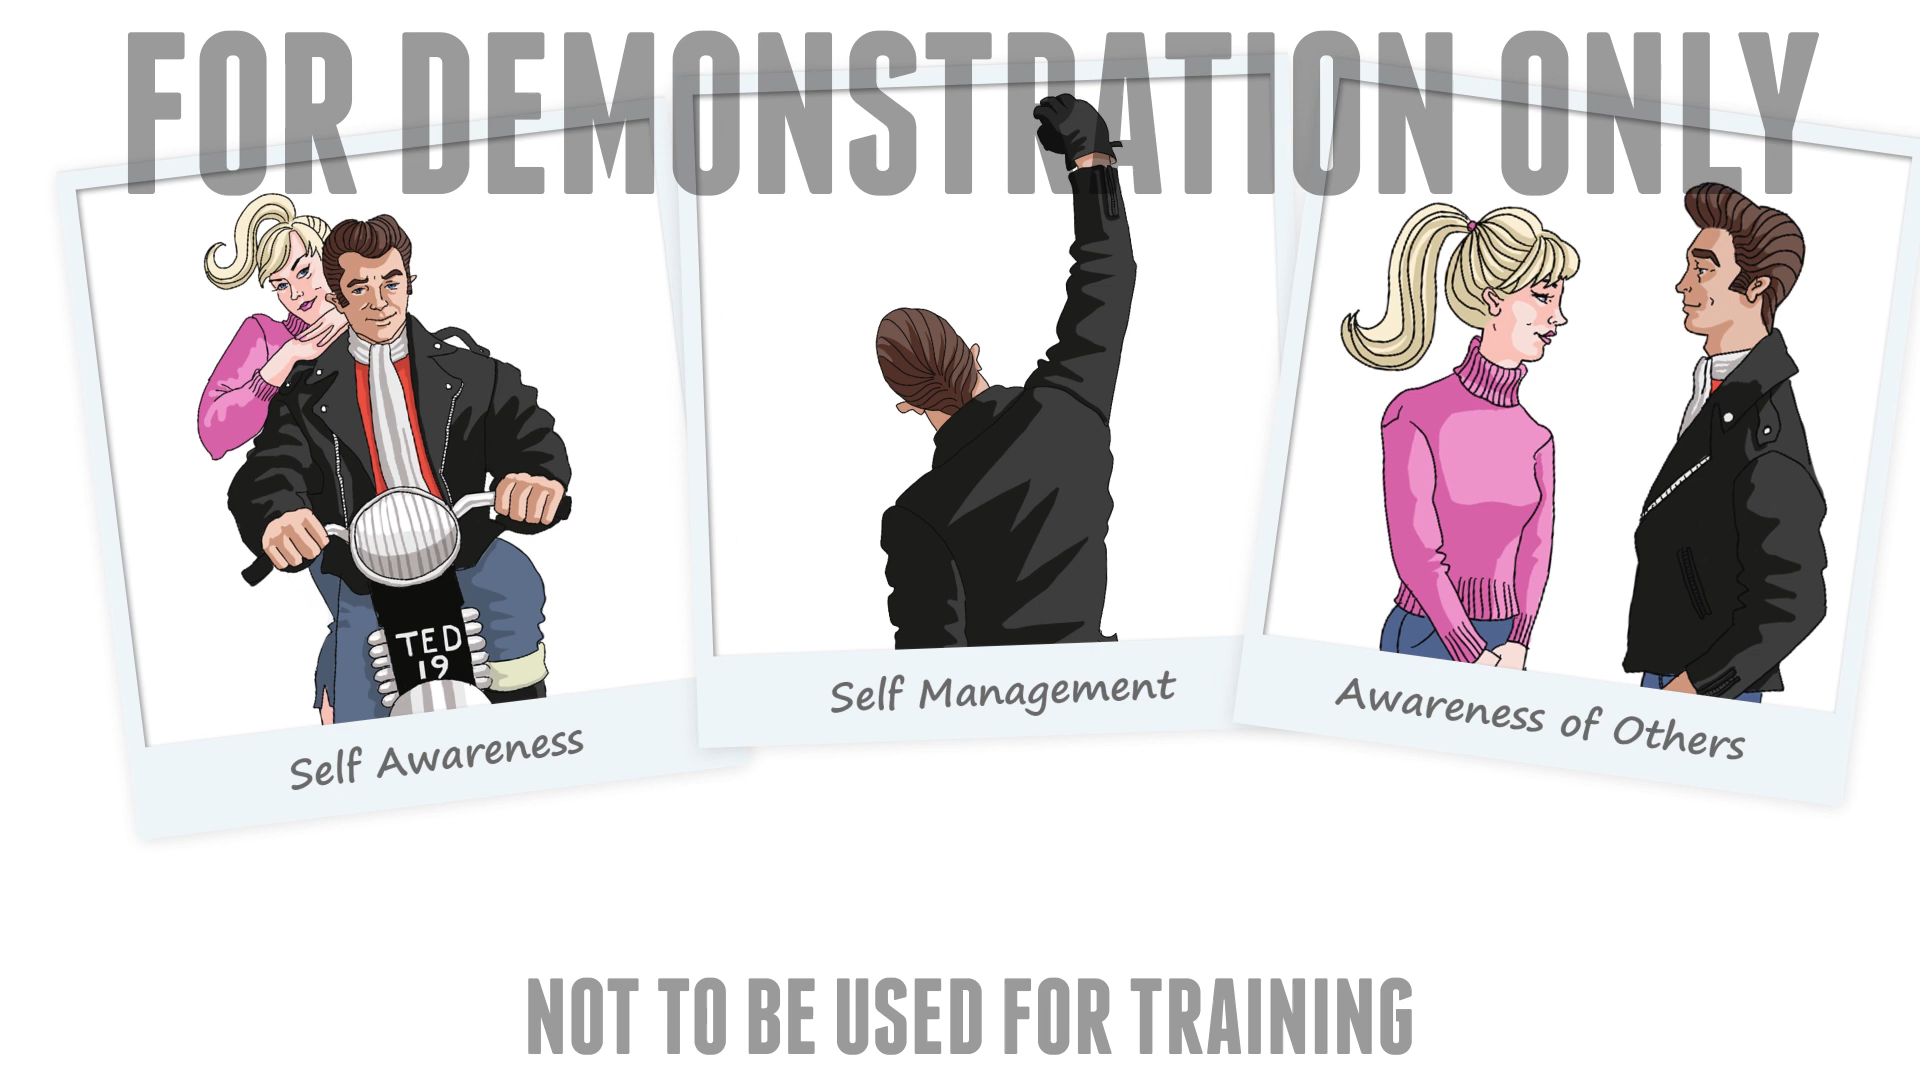 FOR DEMONSTRATION ONLY
TED
19
Self Awareness
Self Management
Awareness of Others
NOT TO BE USED FOR TRAINING